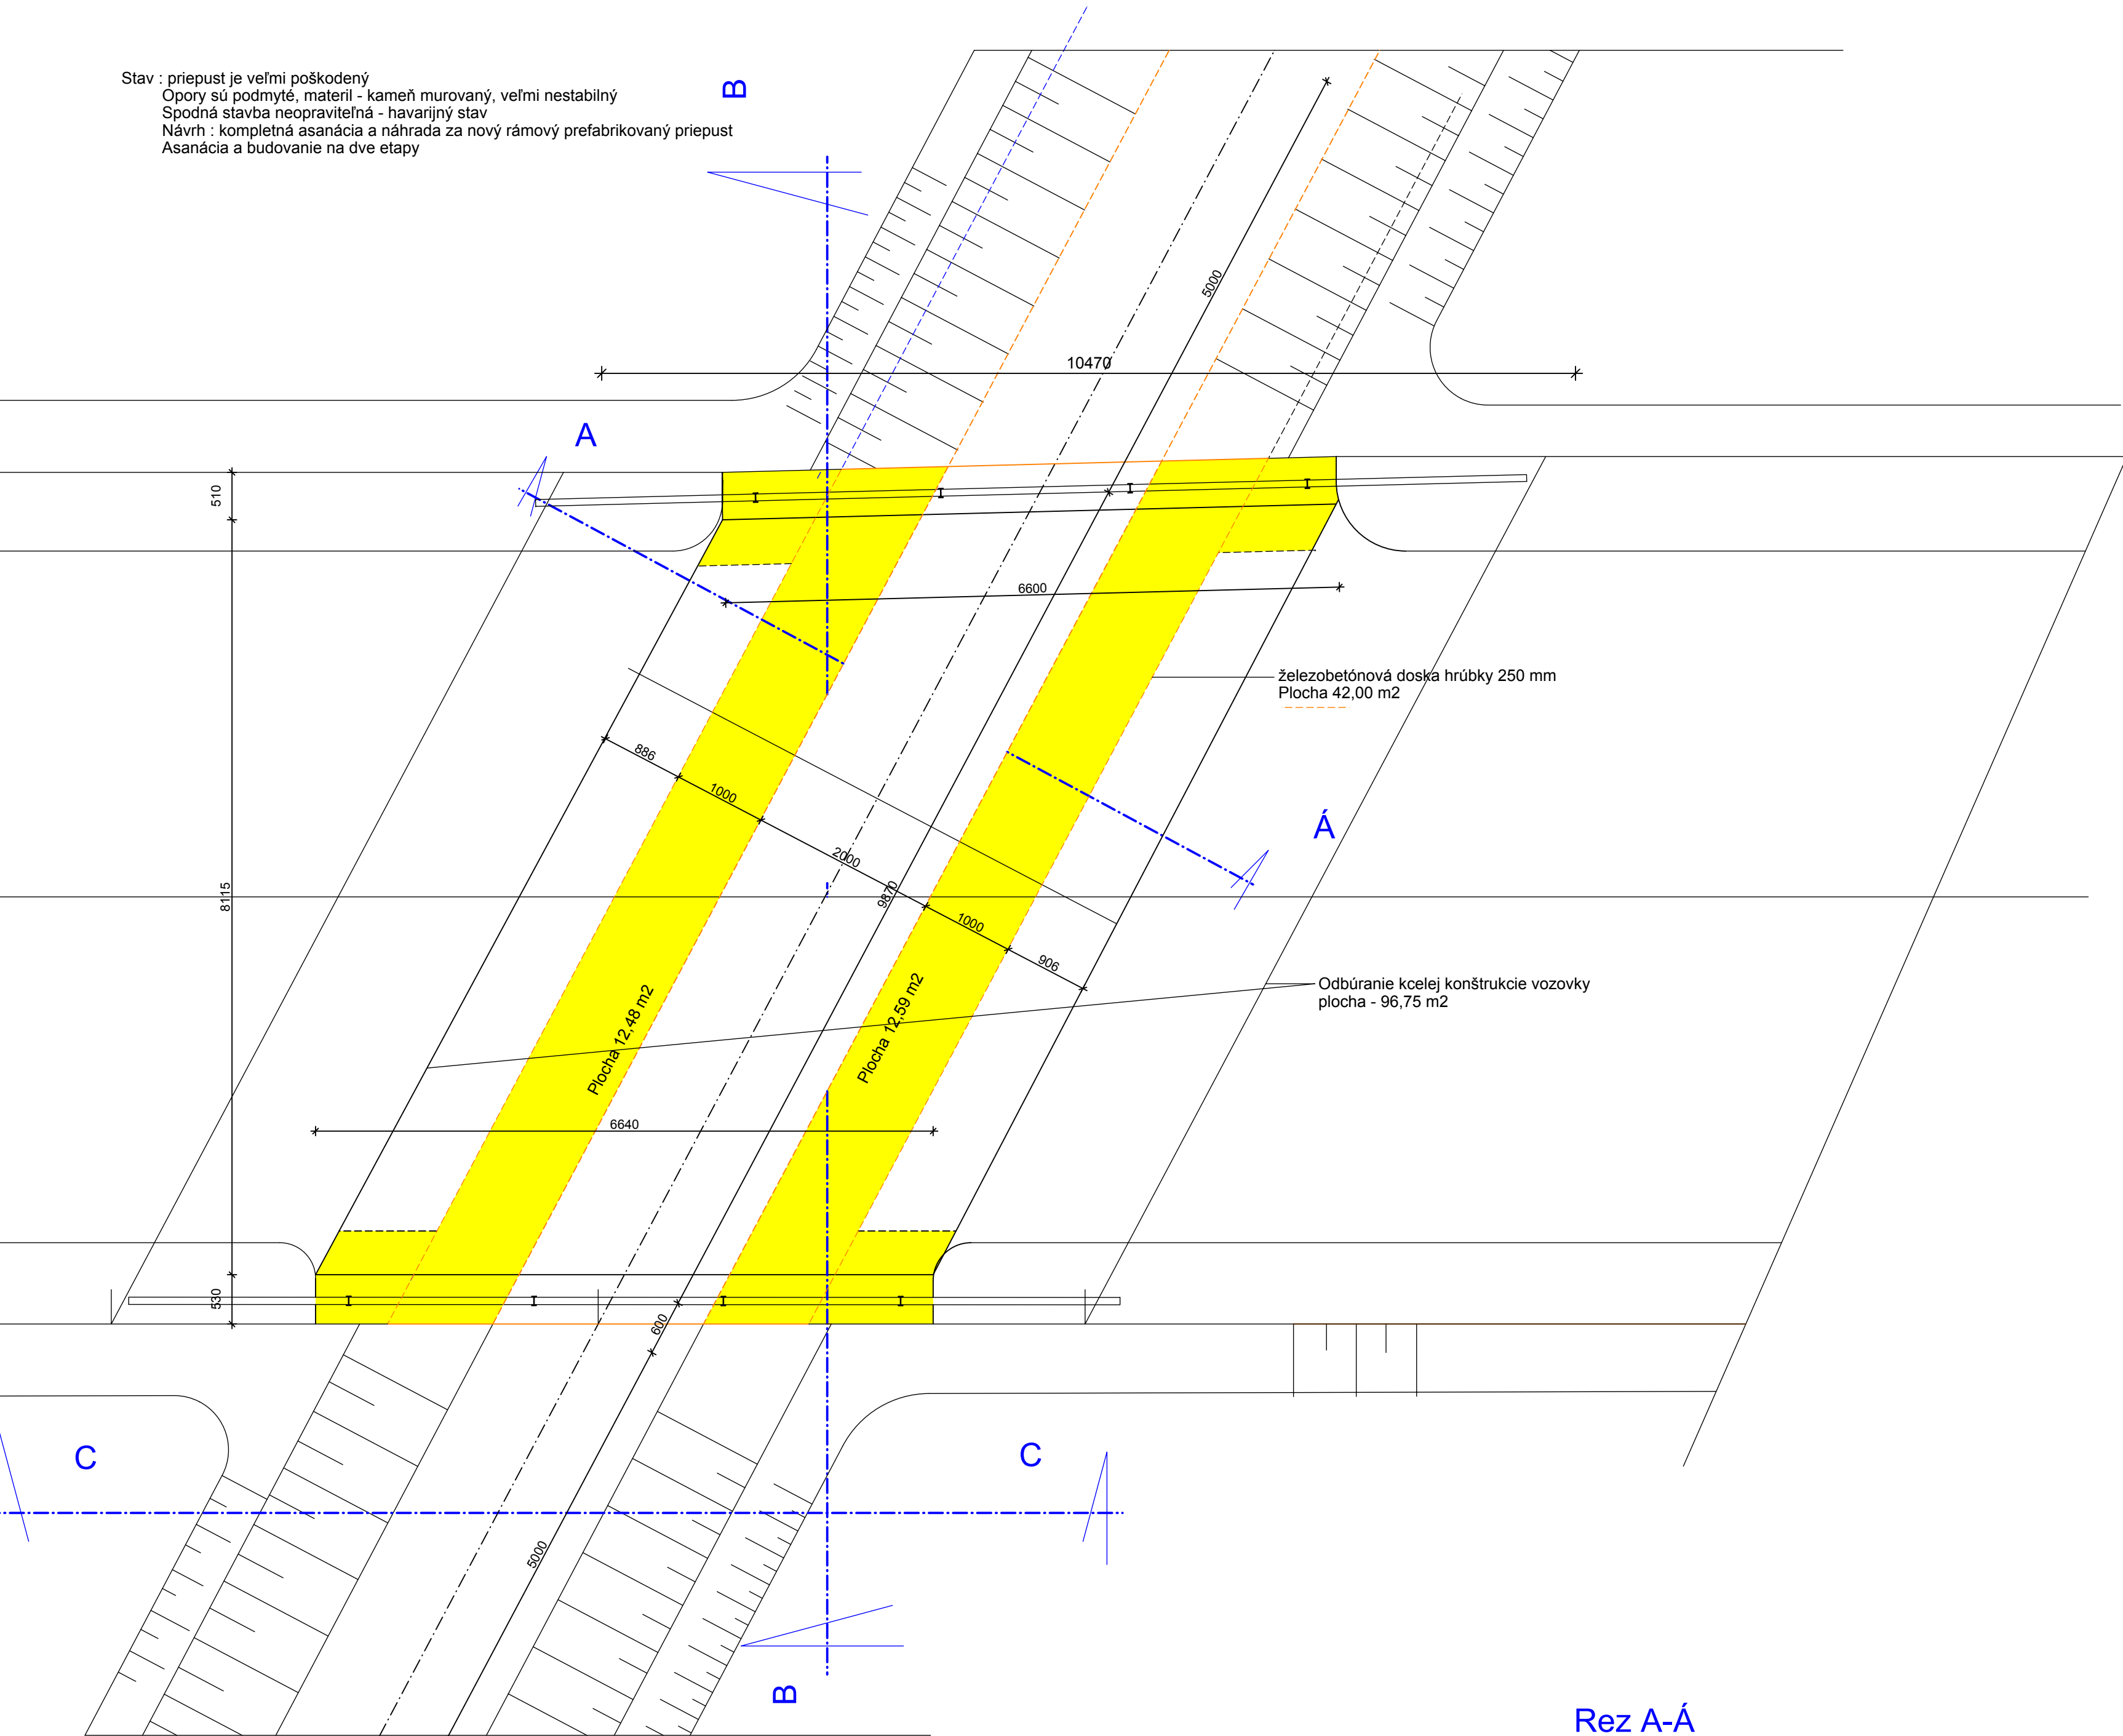 Stav : priepust je veľmi poškodený
Opory sú podmyté, materil - kameň murovaný, veľmi nestabilný
Spodná stavba neopraviteľná - havarijný stav
Návrh : kompletná asanácia a náhrada za nový rámový prefabrikovaný priepust
Asanácia a budovanie na dve etapy
B
5000
10470
A
510
6600
železobetónová doska hrúbky 250 mm
Plocha 42,00 m2
886
1000
2000
9870
1000
906
Á
8115
Odbúranie kcelej konštrukcie vozovky
plocha - 96,75 m2
Plocha 12,48 m2
Plocha 12,59 m2
6640
530
600
C
C
5000
B
Rez A-Á